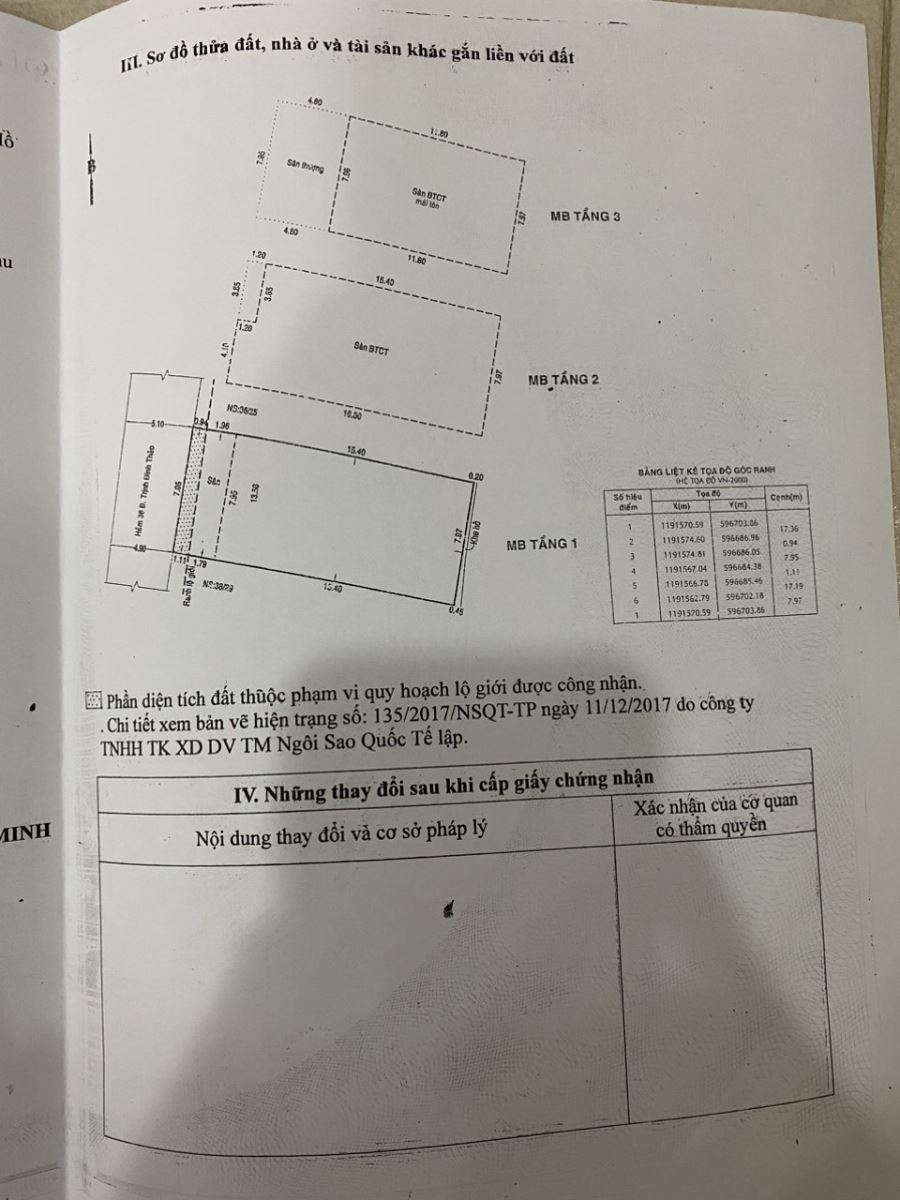 III. Sơ đồ thửa đất, nhà ở và tài sản khác gắn liền với đất
B
4.60
11.80
7.95
Sân thượng
7.96
Sàn BTCT
mái tôn
7.97
4.60
11.80
MB TẦNG 3
1.20
15.40
3.85
3.85
1.20
4.10
Sàn BTCT
7.97
16.50
MB TẦNG 2
NS:36/25
5.10
0.94
1.96
15.40
0.20
Hẻm 36 Đ. Trịnh Đình Thảo
7.95
Sân
7.95
13.50
7.97
Khe hở
MB TẦNG 1
4.90
1.11
1.79
Ranh lộ giới
NS:36/29
15.40
0.45
BẢNG LIỆT KÊ TỌA ĐỘ GÓC RANH
(HỆ TỌA ĐỘ VN-2000)
Số hiệu điểm Tọa độ Cạnh(m)
X(m) Y(m)
1 1191570.59 596703.06
17.36
2 1191574.60 596686.96
0.94
3 1191574.81 596686.05
7.95
4 1191567.04 596684.38
1.11
5 1191566.78 596685.46
17.19
6 1191562.79 596702.18
7.97
1 1191570.59 596703.86
Phần diện tích đất thuộc phạm vi quy hoạch lộ giới được công nhận.
. Chi tiết xem bản vẽ hiện trạng số: 135/2017/NSQT-TP ngày 11/12/2017 do công ty
TNHH TK XD DV TM Ngôi Sao Quốc Tế lập.
IV. Những thay đổi sau khi cấp giấy chứng nhận
Nội dung thay đổi và cơ sở pháp lý
Xác nhận của cơ quan
có thẩm quyền
MINH